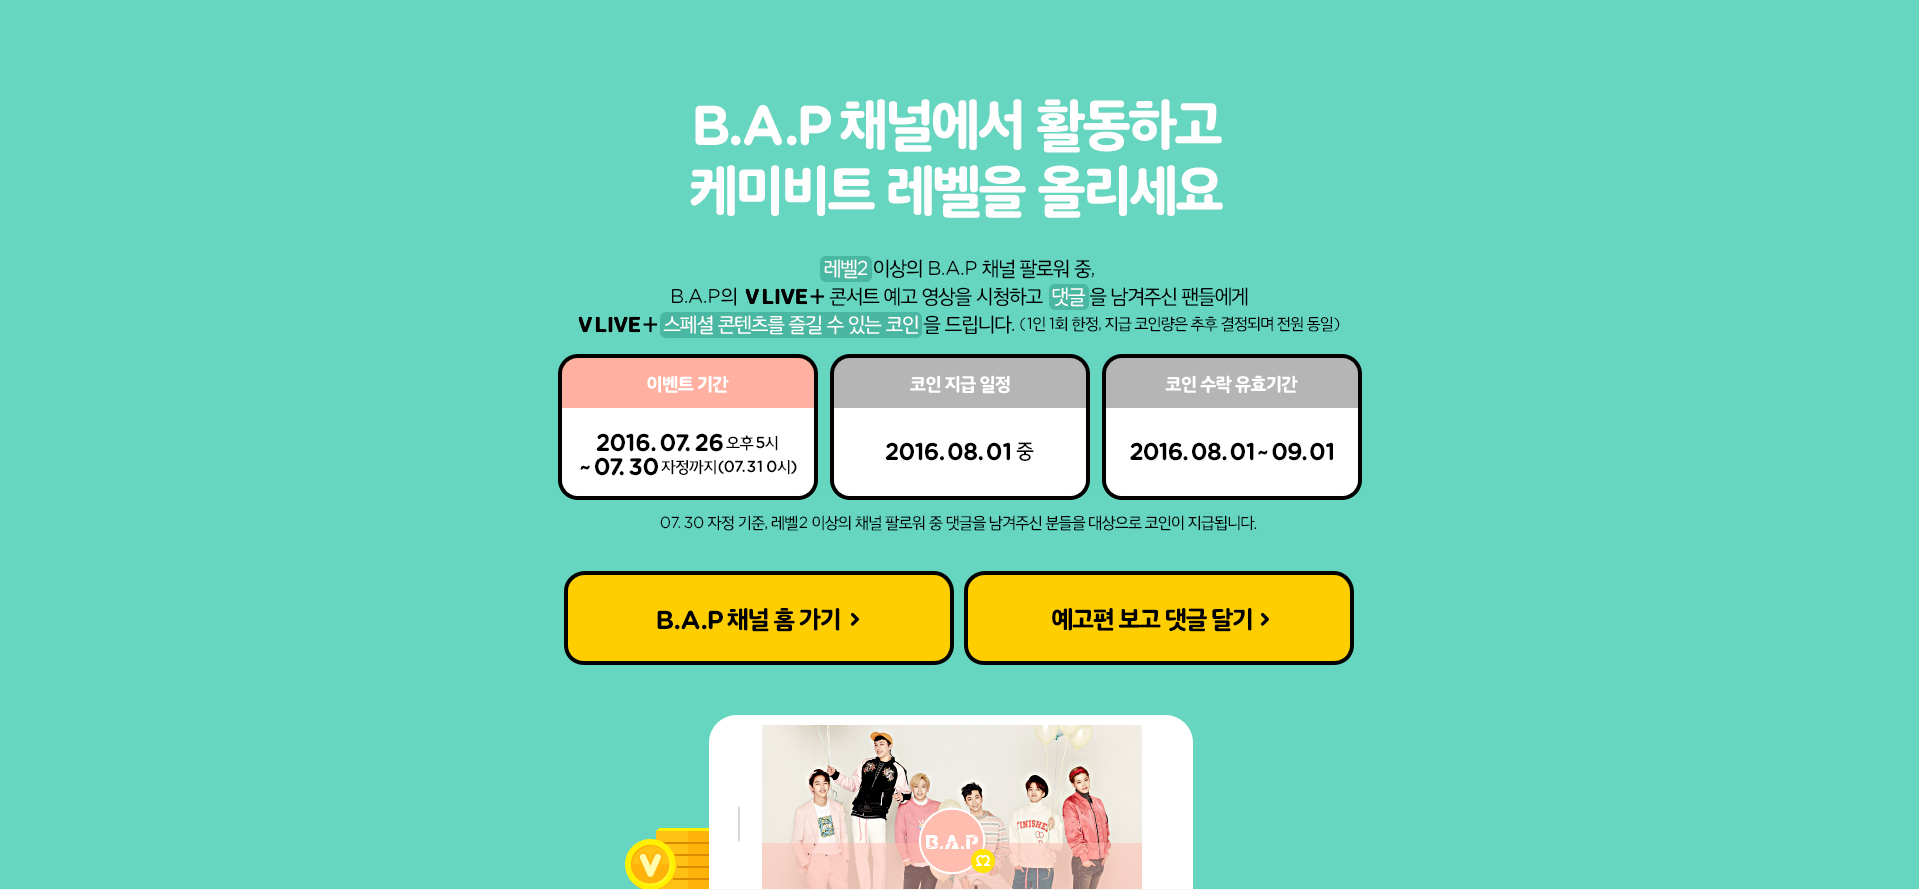 B.A.P 채널에서 활동하고
케미비트 레벨을 올리세요
레벨2 이상의 B.A.P 채널 팔로워 중,
B.A.P의 V LIVE+ 콘서트 예고 영상을 시청하고 댓글을 남겨주신 팬들에게
V LIVE+ 스페셜 콘텐츠를 즐길 수 있는 코인을 드립니다. (1인 1회 한정, 지급 코인량은 추후 결정되며 전원 동일)
이벤트 기간
2016. 07. 26 오후 5시
~ 07. 30 자정까지(07.31 0시)
코인 지급 일정
2016.08.01 중
코인 수락 유효기간
2016.08.01~09.01
07. 30 자정 기준, 레벨2 이상의 채널 팔로워 중 댓글을 남겨주신 분들을 대상으로 코인이 지급됩니다.
B.A.P 채널 홈 가기 >
예고편 보고 댓글 달기 >
FINISHED
B.A.P
V